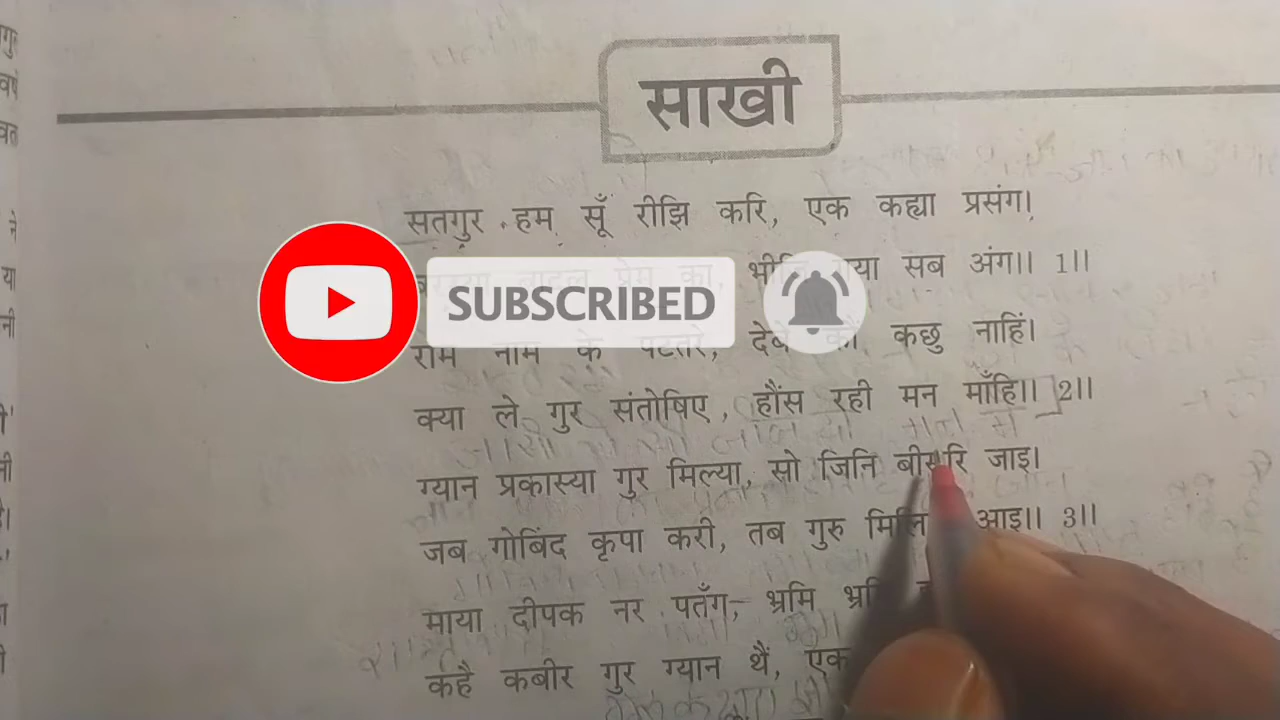 साखी
सतगुर हम सूँ रीझि करि, एक कह्या प्रसंग।
सब अंग॥ 1॥
SUBSCRIBED
राम नाम के पटतरे, कछु नाहिं।
क्या ले गुर संतोषिए, हौंस रही मन माँहि॥ 2॥
ग्यान प्रकास्या गुर मिल्या, सो जिनि बीसरि जाइ।
जब गोबिंद कृपा करी, तब गुरु आइ॥ 3॥
माया दीपक नर पतँग, भ्रमि
कहै कबीर गुर ग्यान थैं, एक